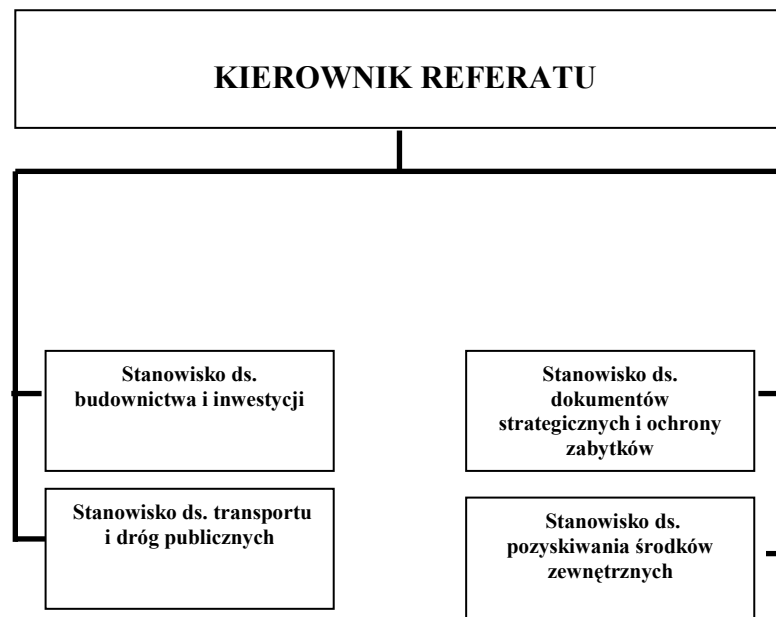 KIEROWNIK REFERATU
Stanowisko ds.
budownictwa i inwestycji
Stanowisko ds. transportu
i dróg publicznych
Stanowisko ds.
dokumentów
strategicznych i ochrony
zabytków
Stanowisko ds.
pozyskiwania środków
zewnętrznych